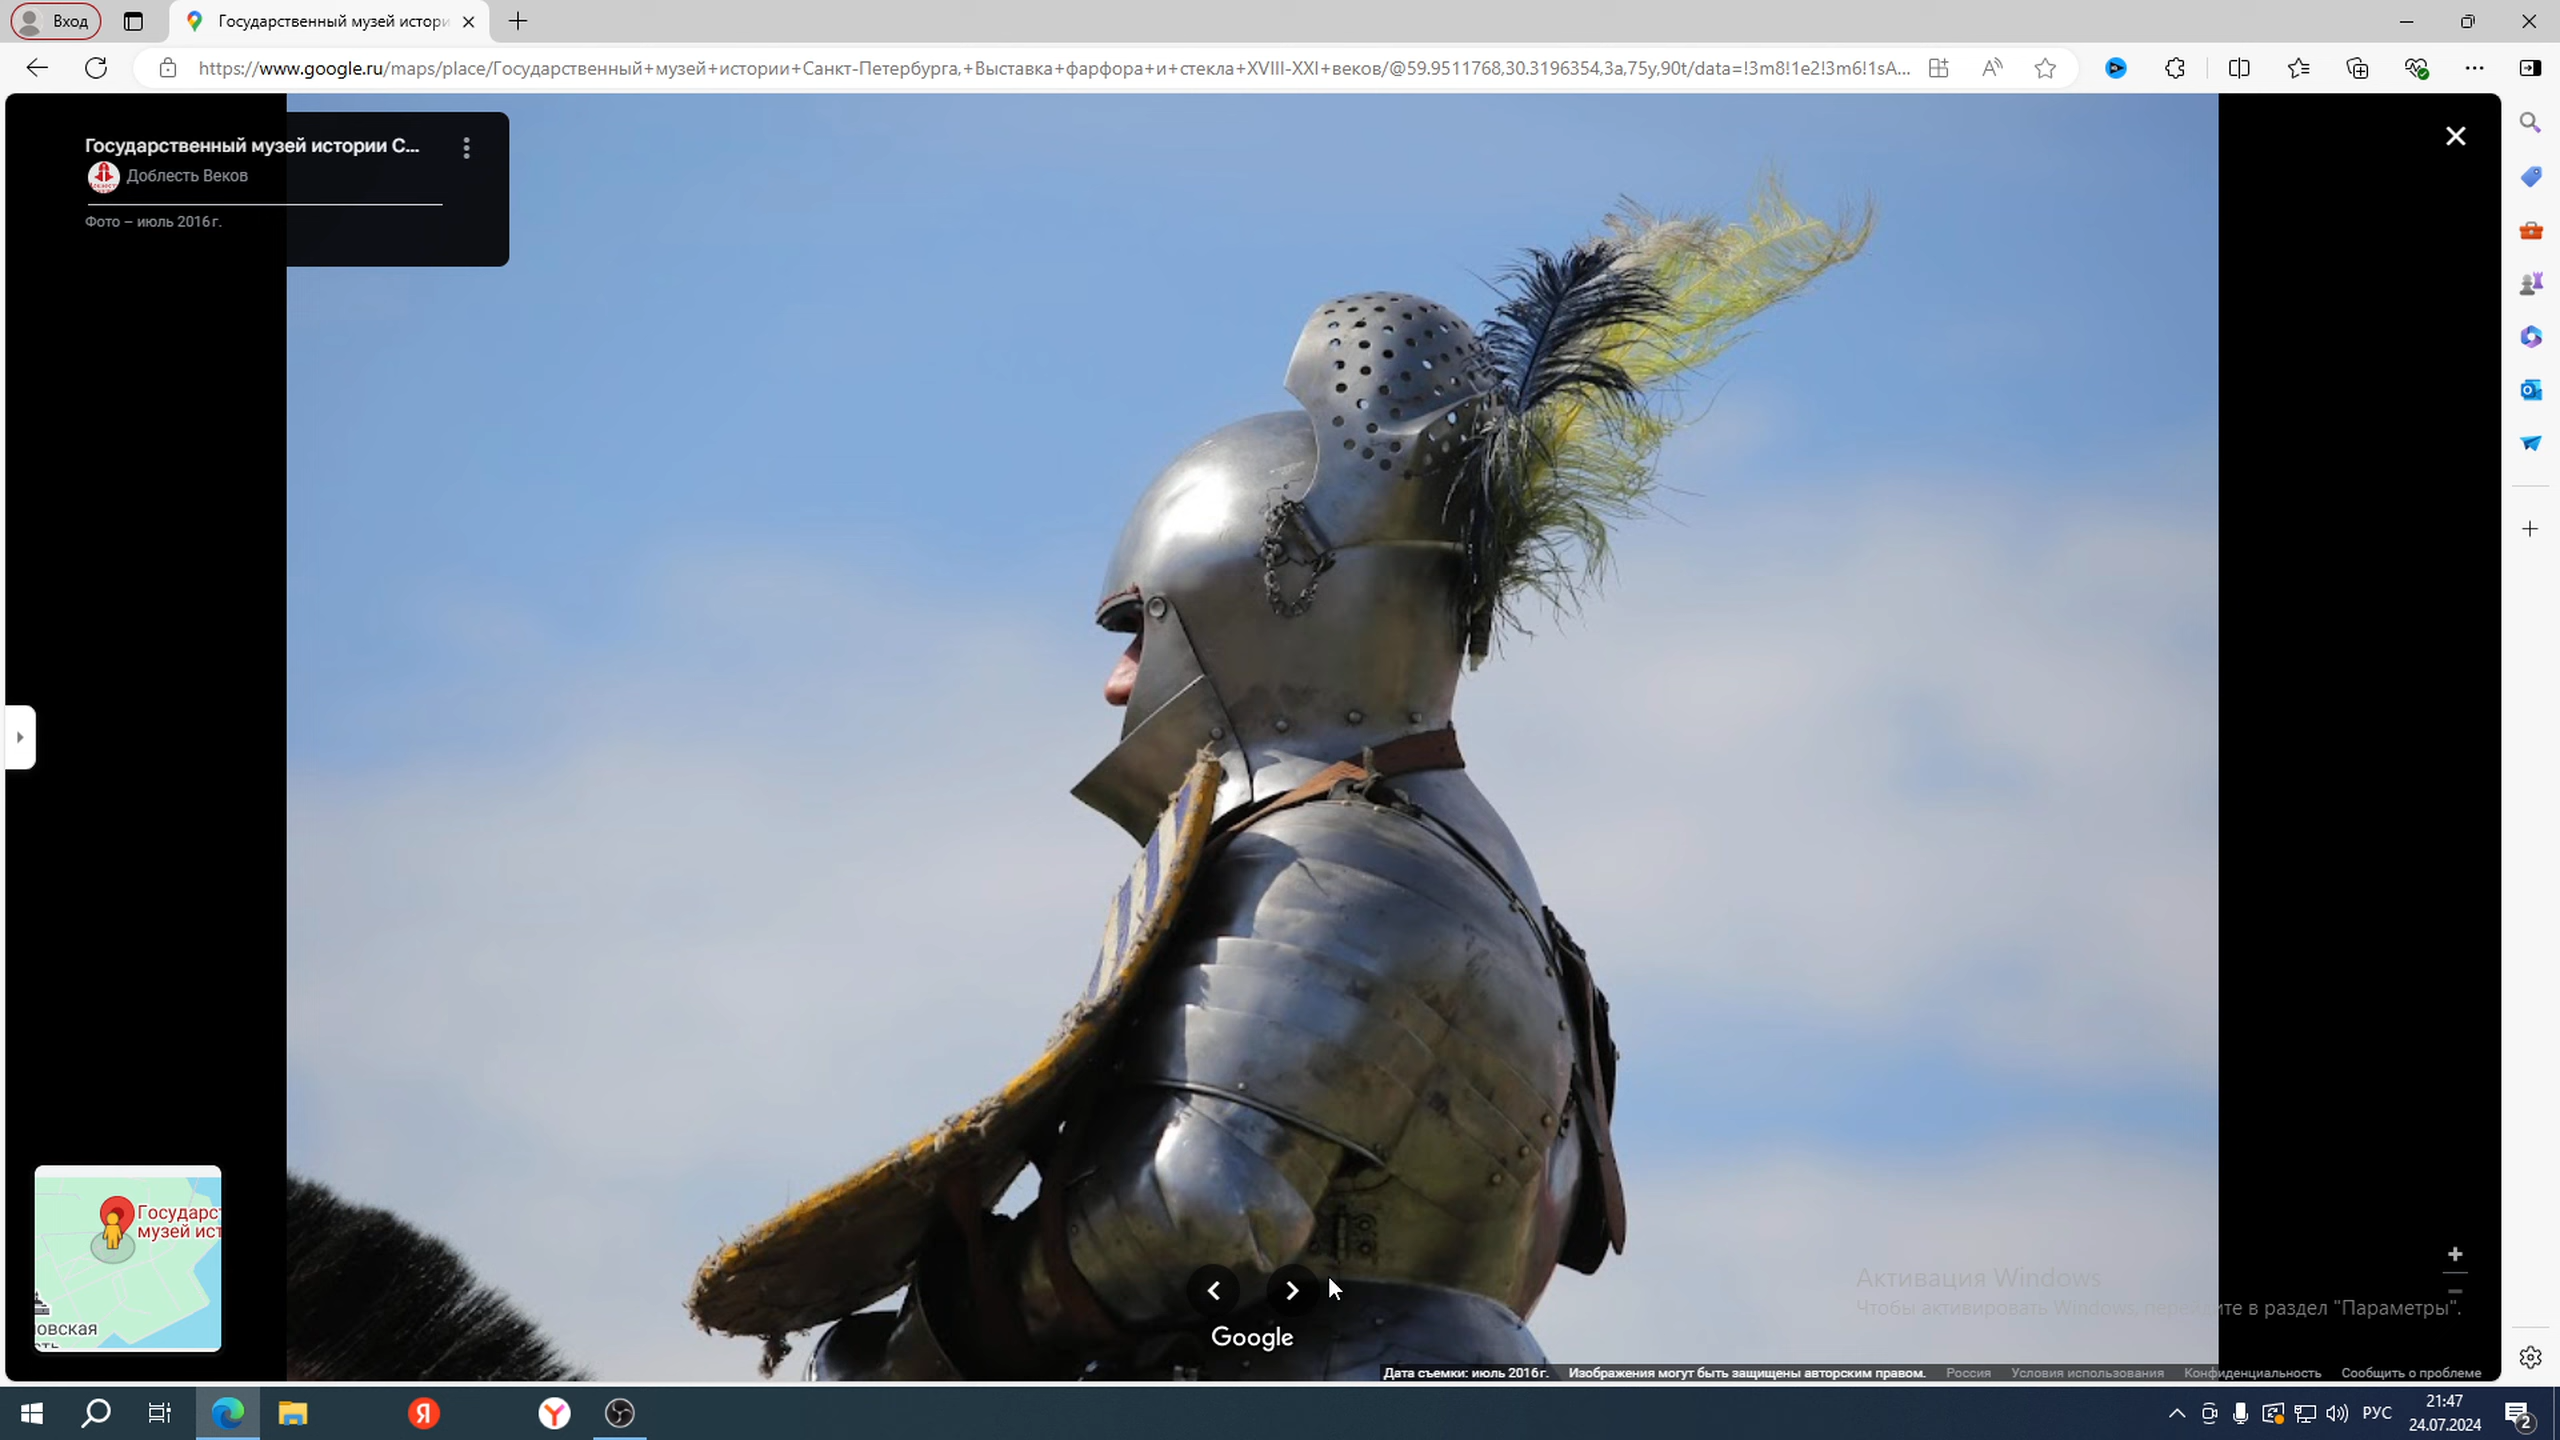 Вход
Государственный музей истори
https://www.google.ru/maps/place/Государственный+музей+истории+Санкт-Петербурга,+Выставка+фарфора+и+стекла+XVIII-XXI+веков/@59.9511768,30.3196354,3a,75y,90t/data=!3m8!1e2!3m6!1sA...
Государственный музей истории С...
Доблесть Веков
Фото – июль 2016 г.
Государст
музей ист
овская
Активация Windows
Чтобы активировать Windows, перейдите в раздел "Параметры".
Google
Дата съемки: июль 2016 г. Изображения могут быть защищены авторским правом. Россия Условия использования Конфиденциальность Сообщить о проблеме
РУС
21:47
24.07.2024
2